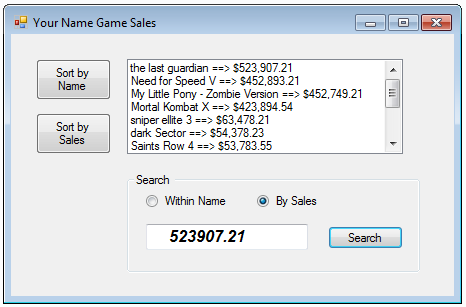 Your Name Game Sales
Sort by
Name
the last guardian ==> $523,907.21
Need for Speed V ==> $452,893.21
My Little Pony - Zombie Version ==> $452,749.21
Mortal Kombat X ==> $423,894.54
sniper ellite 3 ==> $63,478.21
dark Sector ==> $54,378.23
Saints Row 4 ==> $53,783.55
Sort by
Sales
Search
Within Name
By Sales
523907.21
Search